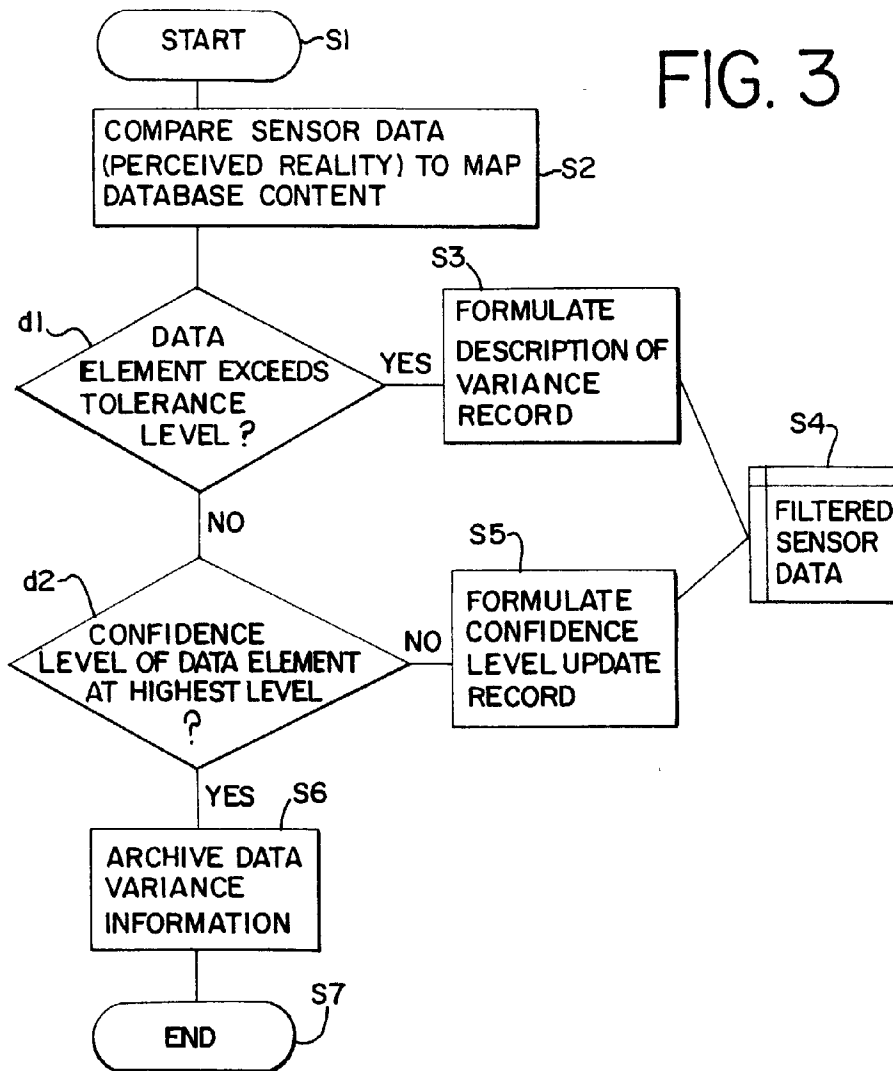 START
S1
FIG. 3
COMPARE SENSOR DATA
(PERCEIVED REALITY) TO MAP
DATABASE CONTENT
S2
S3
d1
DATA
ELEMENT EXCEEDS
TOLERANCE
LEVEL ?
YES
FORMULATE
DESCRIPTION OF
VARIANCE
RECORD
S4
FILTERED
SENSOR
DATA
NO
S5
d2
CONFIDENCE
LEVEL OF DATA ELEMENT
AT HIGHEST LEVEL
?
NO
FORMULATE
CONFIDENCE
LEVEL UPDATE
RECORD
YES
S6
ARCHIVE DATA
VARIANCE
INFORMATION
S7
END